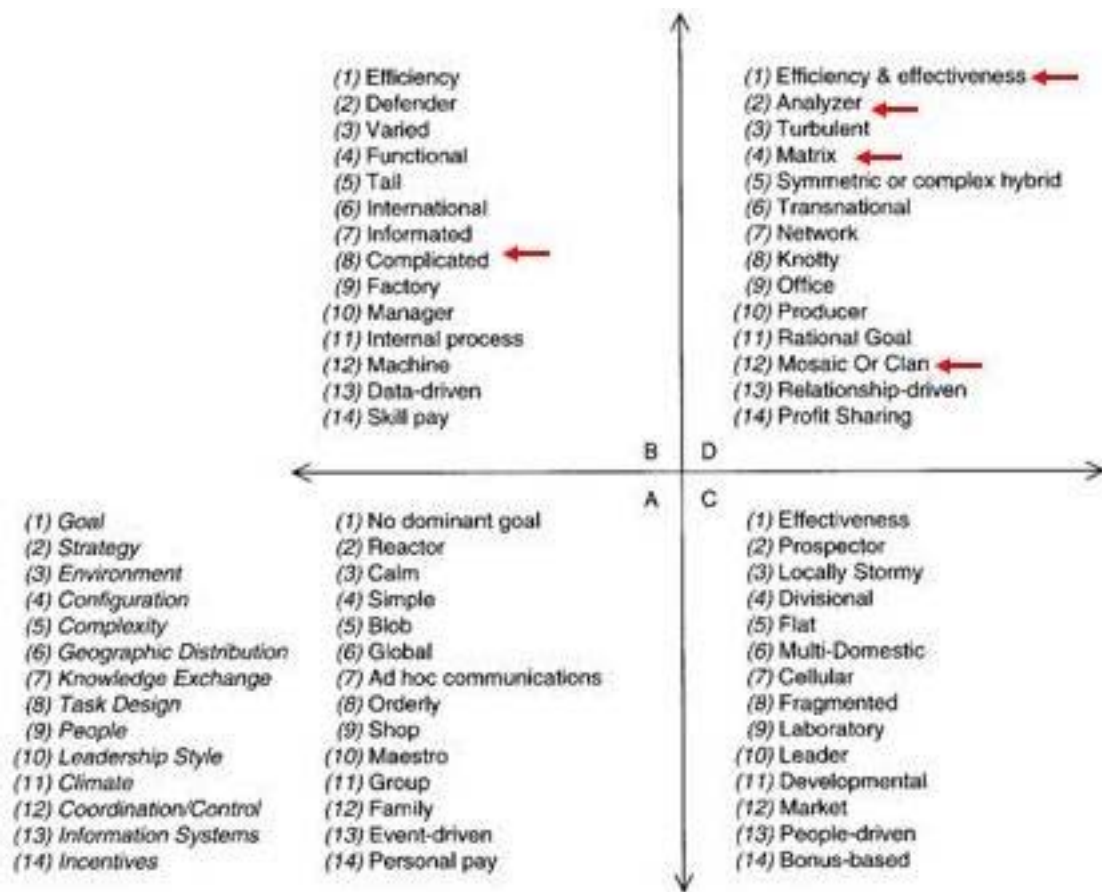 (1) Efficiency
(2) Defender
(3) Varied
(4) Functional
(5) Tall
(6) International
(7) Informated
(8) Complicated
(9) Factory
(10) Manager
(11) Internal process
(12) Machine
(13) Data-driven
(14) Skill pay
B
(1) Efficiency & effectiveness
(2) Analyzer
(3) Turbulent
(4) Matrix
(5) Symmetric or complex hybrid
(6) Transnational
(7) Network
(8) Knotty
(9) Office
(10) Producer
(11) Rational Goal
(12) Mosaic Or Clan
(13) Relationship-driven
(14) Profit Sharing
D
(1) Goal
(2) Strategy
(3) Environment
(4) Configuration
(5) Complexity
(6) Geographic Distribution
(7) Knowledge Exchange
(8) Task Design
(9) People
(10) Leadership Style
(11) Climate
(12) Coordination/Control
(13) Information Systems
(14) Incentives
A
(1) No dominant goal
(2) Reactor
(3) Calm
(4) Simple
(5) Blob
(6) Global
(7) Ad hoc communications
(8) Orderly
(9) Shop
(10) Maestro
(11) Group
(12) Family
(13) Event-driven
(14) Personal pay
C
(1) Effectiveness
(2) Prospector
(3) Locally Stormy
(4) Divisional
(5) Flat
(6) Multi-Domestic
(7) Cellular
(8) Fragmented
(9) Laboratory
(10) Leader
(11) Developmental
(12) Market
(13) People-driven
(14) Bonus-based